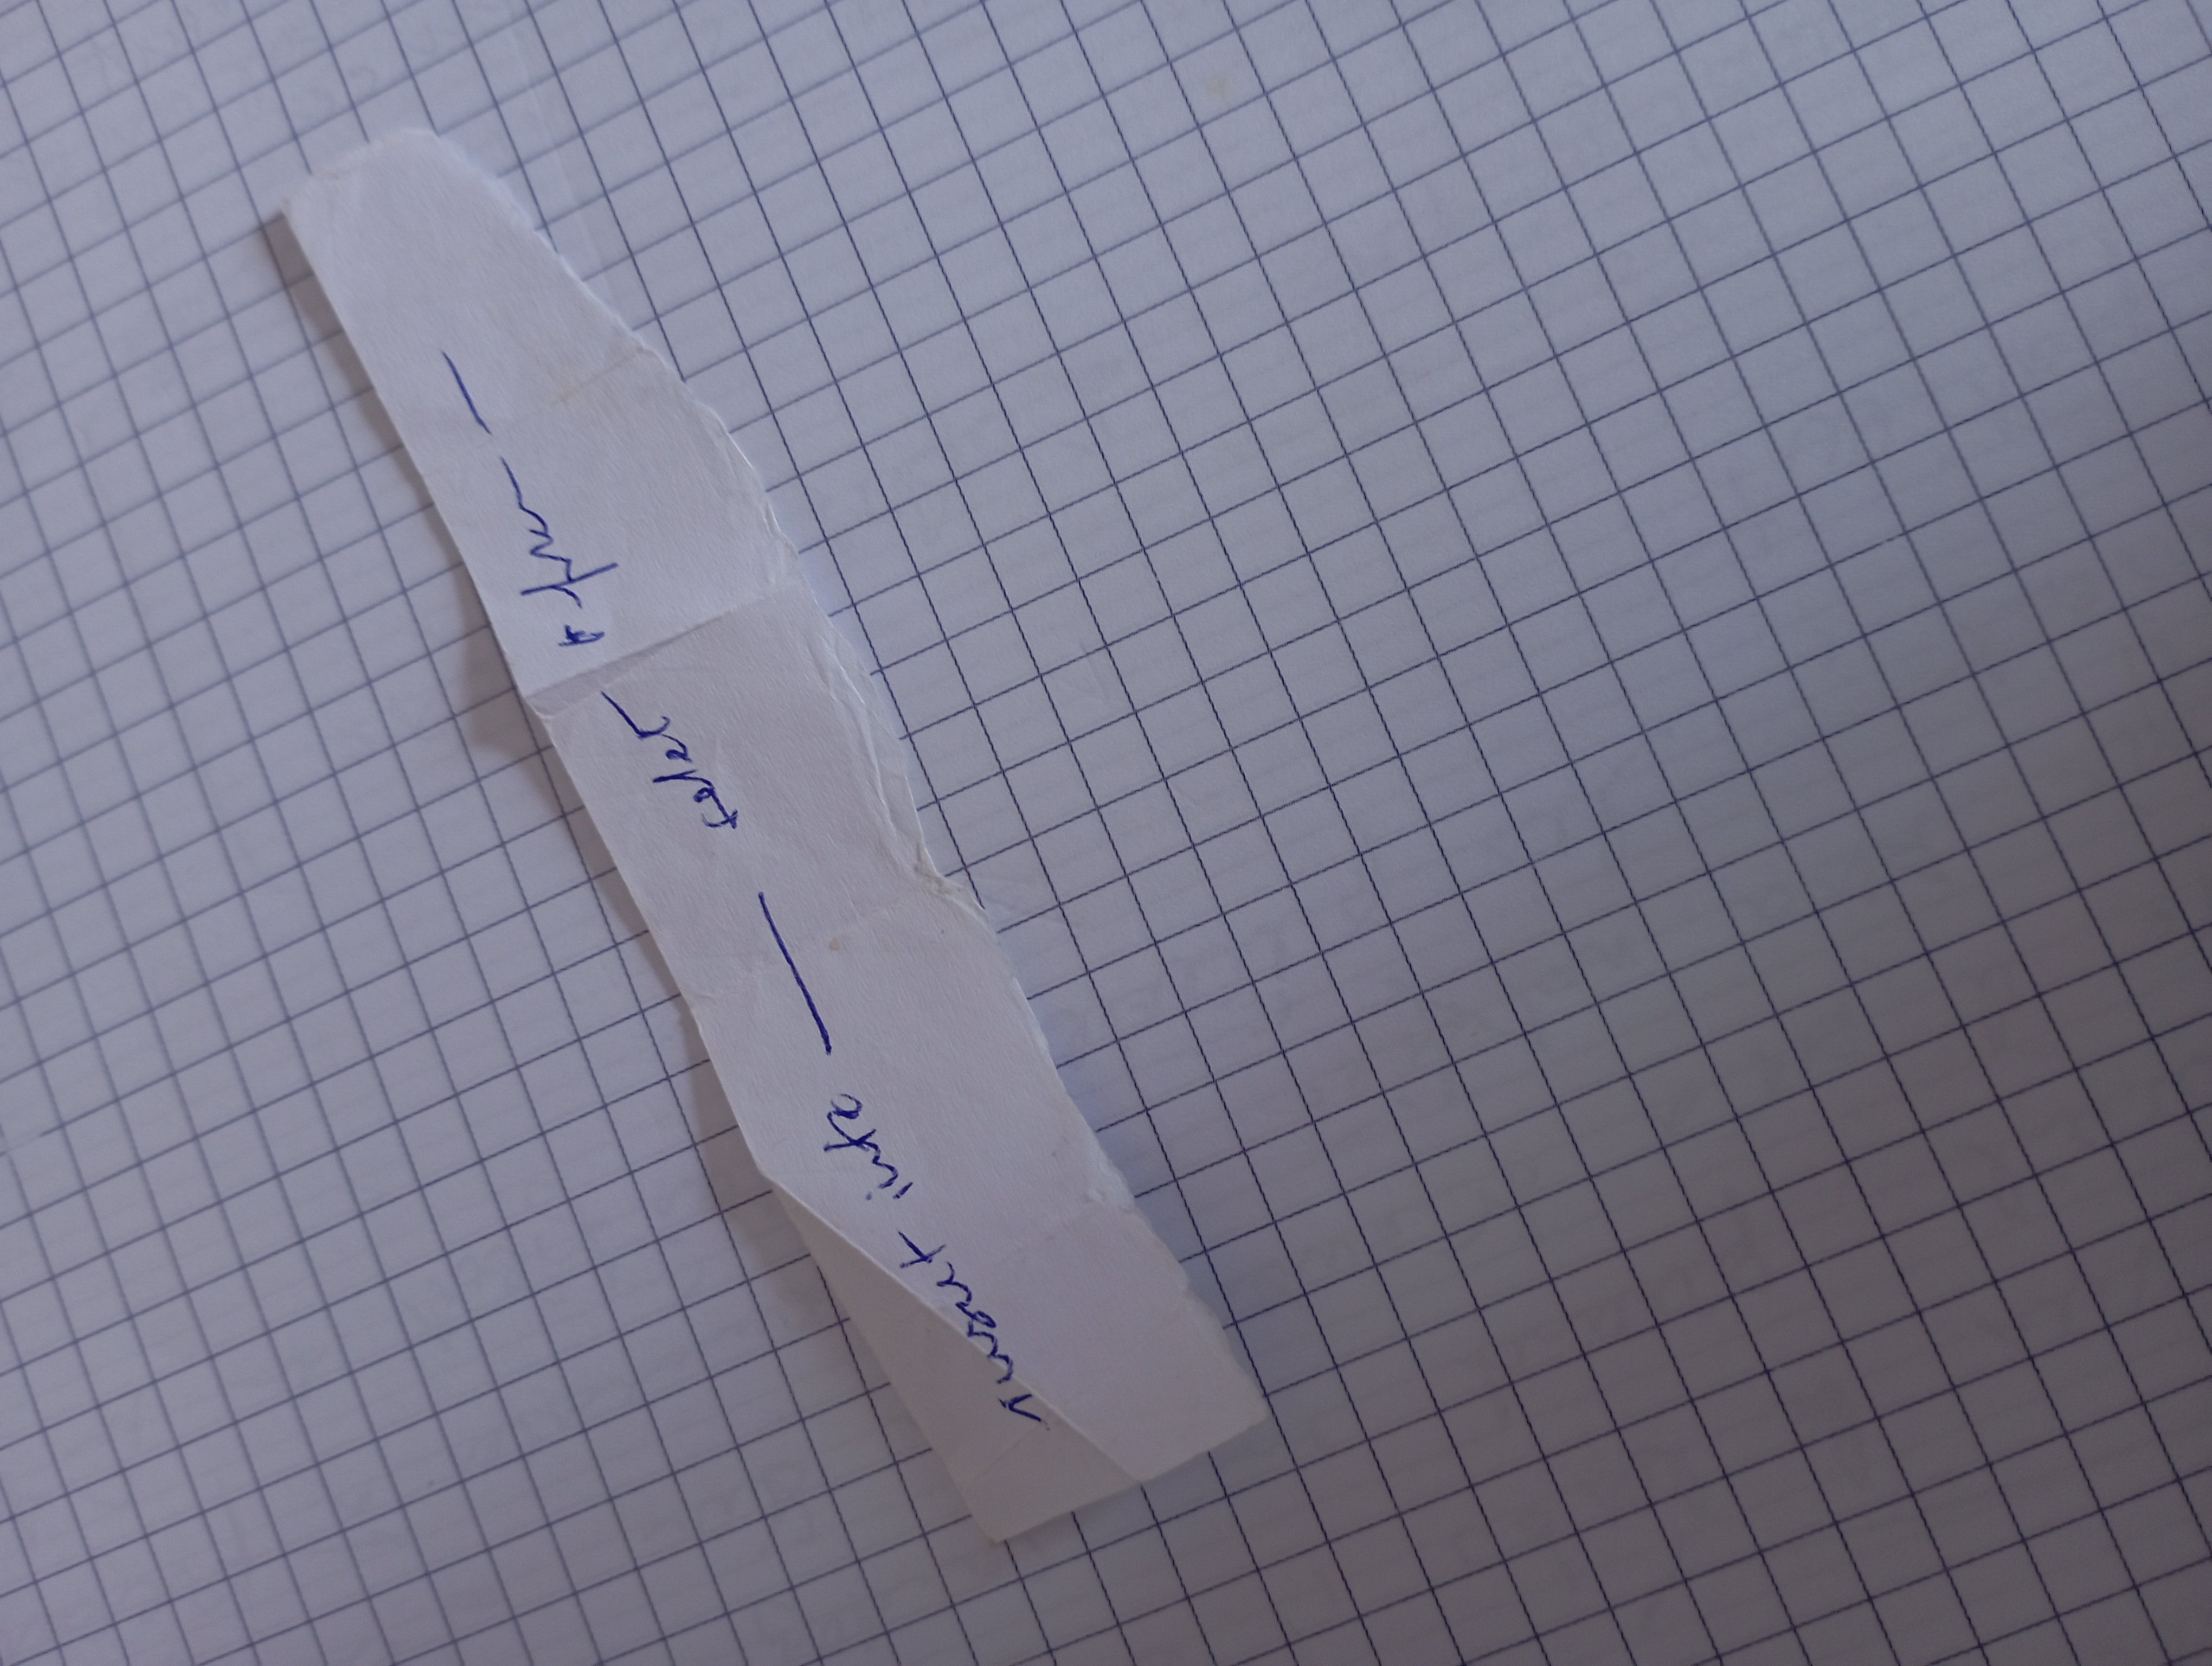 insert into — select * from —